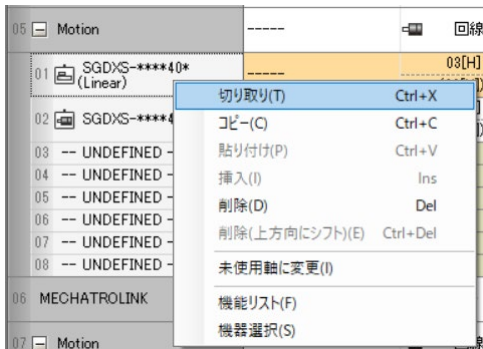 05 Motion ----- 回線
01 SGDXS-****40* ----- 03[H]
(Linear)
02 SGDXS-****4
03 -- UNDEFINED -
04 -- UNDEFINED -
05 -- UNDEFINED -
06 -- UNDEFINED -
07 -- UNDEFINED -
08 -- UNDEFINED -
06 MECHATROLINK
07 Motion
切り取り(T) Ctrl+X
コピー(C) Ctrl+C
貼り付け(P) Ctrl+V
挿入(I) Ins
削除(D) Del
削除(上方向にシフト)(E) Ctrl+Del
未使用軸に変更(I)
機能リスト(F)
機器選択(S)